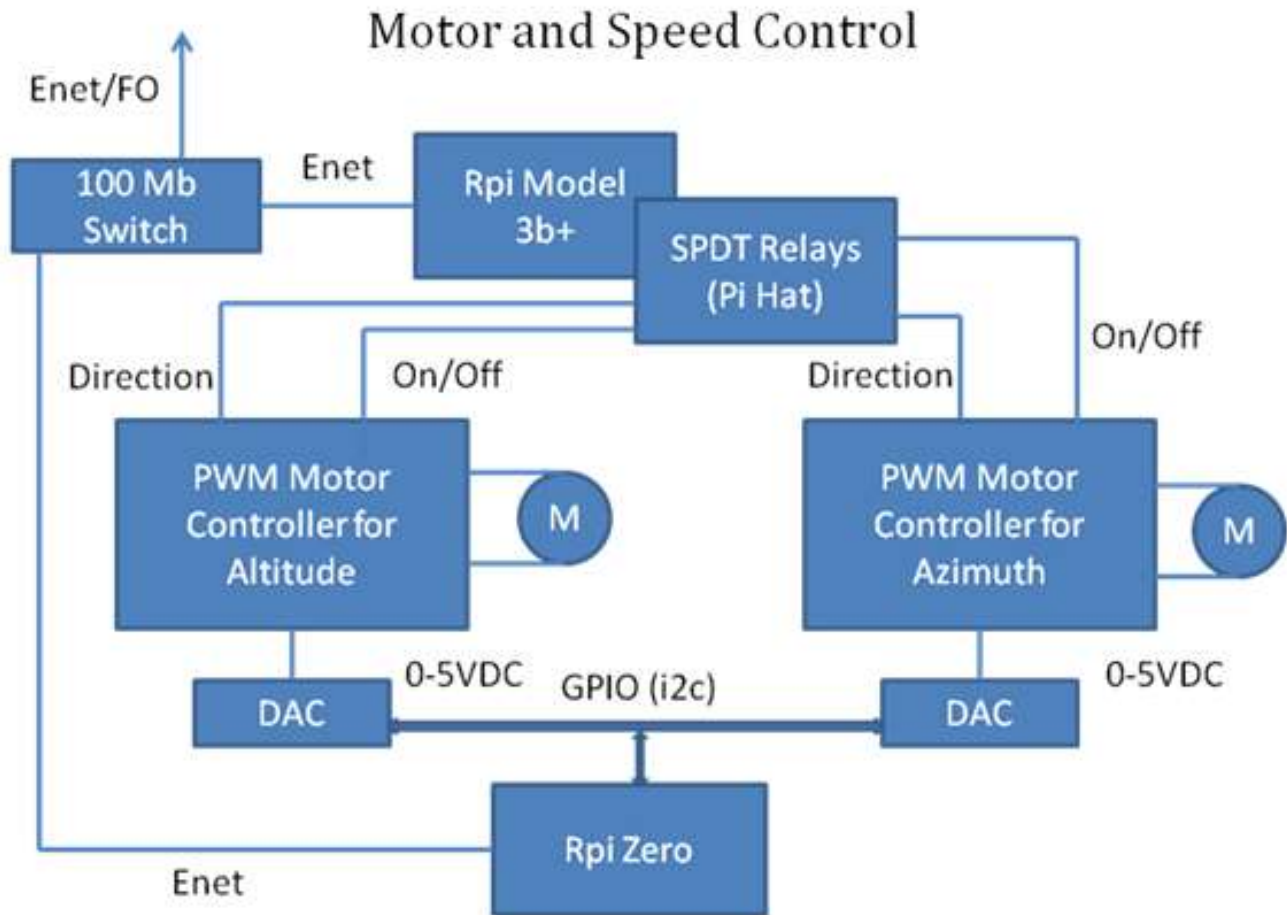 Motor and Speed Control
Enet/FO
100 Mb
Switch
Enet
Rpi Model
3b+
SPDT Relays
(Pi Hat)
Direction
On/Off
Direction
On/Off
PWM Motor
Controller for
Altitude
M
PWM Motor
Controller for
Azimuth
M
0-5VDC
DAC
GPIO (i2c)
0-5VDC
DAC
Rpi Zero
Enet